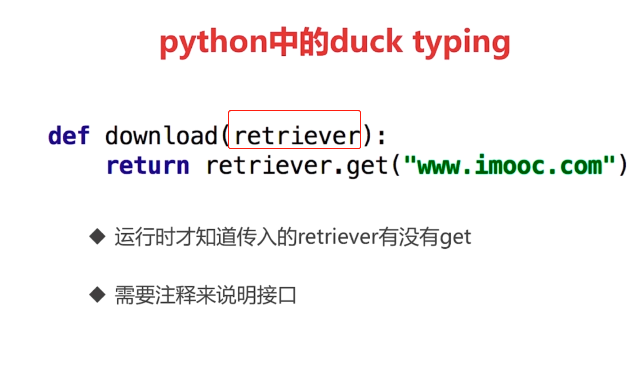 python中的duck typing
def download(retriever):
    return retriever.get("www.imooc.com")
◆ 运行时才知道传入的retriever有没有get
◆ 需要注释来说明接口